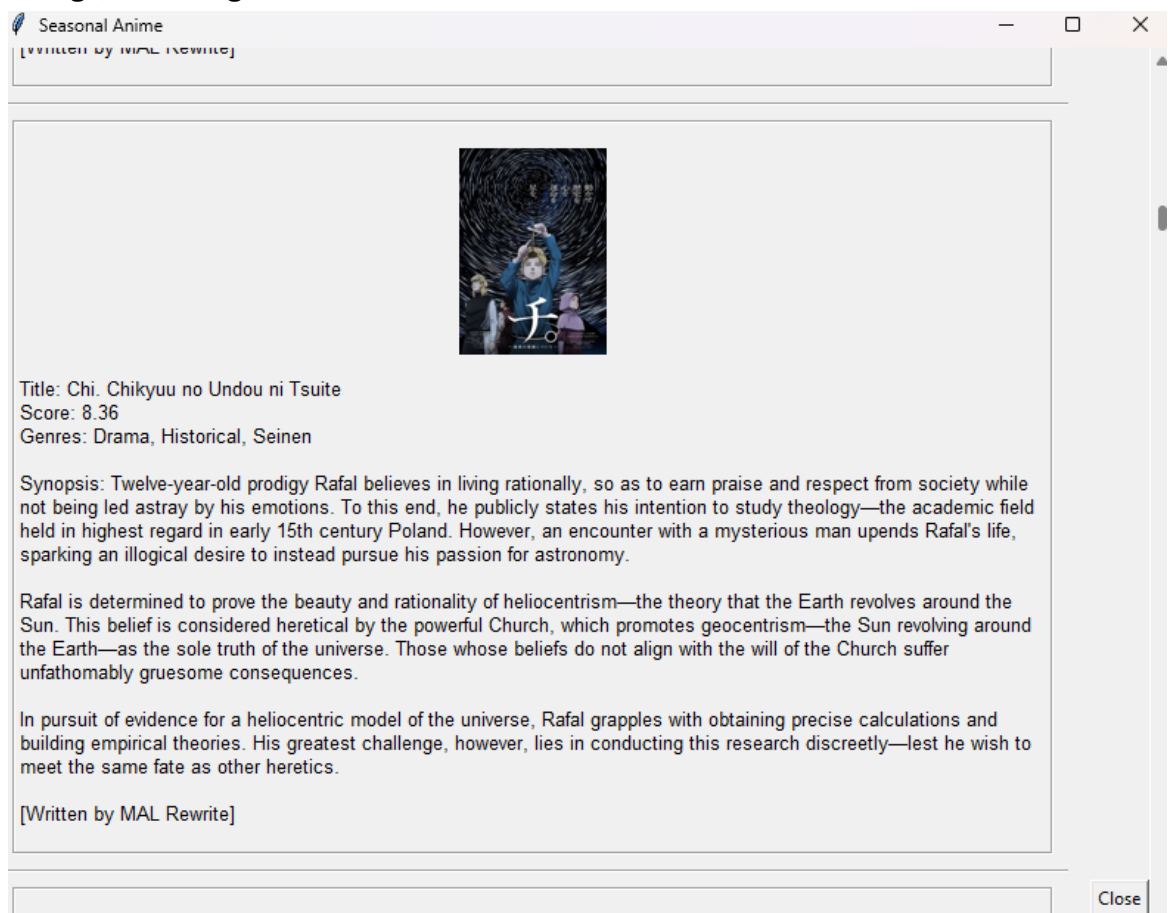 Seasonal Anime
[Written by MAL Rewrite]
チ。
Title: Chi. Chikyuu no Undou ni Tsuite
Score: 8.36
Genres: Drama, Historical, Seinen
Synopsis: Twelve-year-old prodigy Rafal believes in living rationally, so as to earn praise and respect from society while
not being led astray by his emotions. To this end, he publicly states his intention to study theology—the academic field
held in highest regard in early 15th century Poland. However, an encounter with a mysterious man upends Rafal's life,
sparking an illogical desire to instead pursue his passion for astronomy.
Rafal is determined to prove the beauty and rationality of heliocentrism—the theory that the Earth revolves around the
Sun. This belief is considered heretical by the powerful Church, which promotes geocentrism—the Sun revolving around
the Earth—as the sole truth of the universe. Those whose beliefs do not align with the will of the Church suffer
unfathomably gruesome consequences.
In pursuit of evidence for a heliocentric model of the universe, Rafal grapples with obtaining precise calculations and
building empirical theories. His greatest challenge, however, lies in conducting this research discreetly—lest he wish to
meet the same fate as other heretics.
[Written by MAL Rewrite]
Close